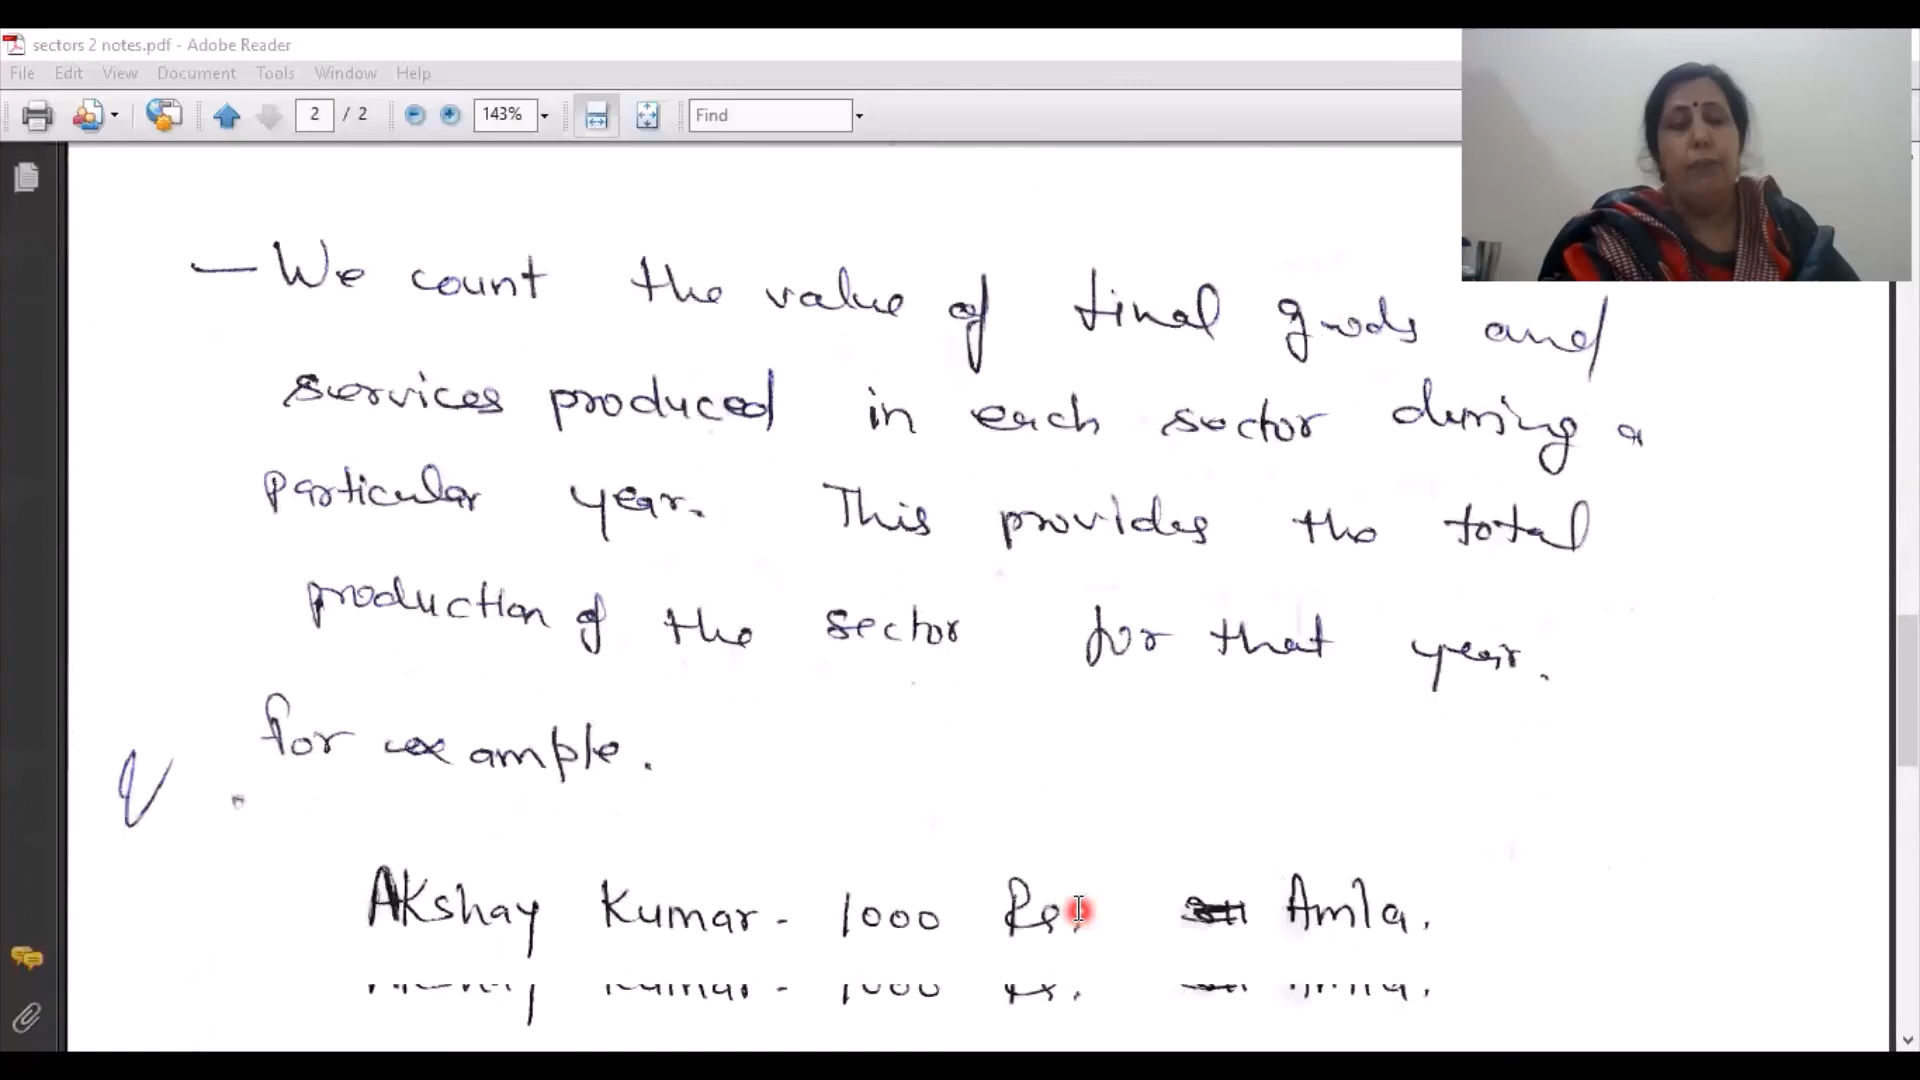 sectors 2 notes.pdf - Adobe Reader
File Edit View Document Tools Window Help
2 / 2 143% Find
— We count the value of final goods and
services produced in each sector during a
particular year. This provides the total
production of the sector for that year.
for example.
Akshay Kumar - 1000 Rs. Amla.